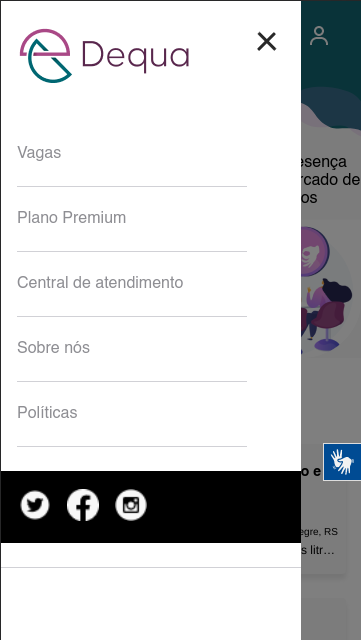 Dequa
Vagas
esença
Plano Premium
rcado de
os
Central de atendimento
Sobre nós
Políticas
o e
egre, RS
s litr...